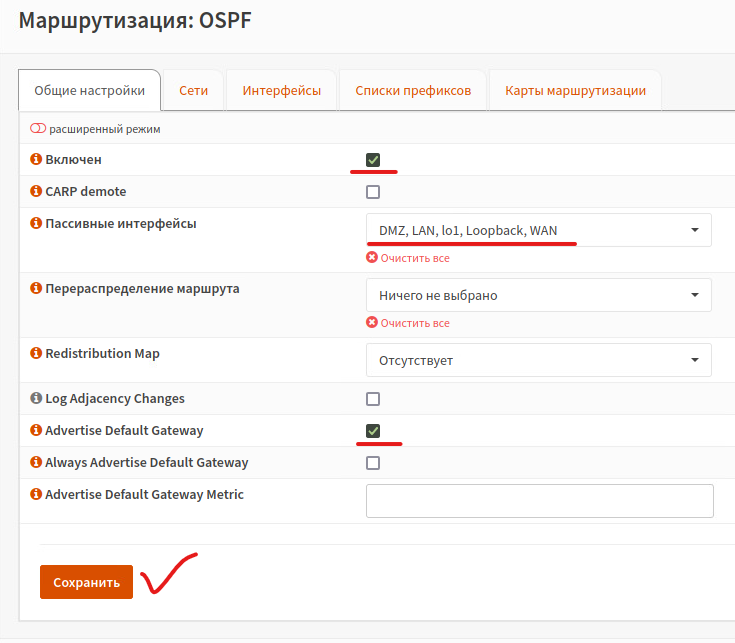 Маршрутизация: OSPF
Общие настройки Сети Интерфейсы Списки префиксов Карты маршрутизации
расширенный режим
Включен
CARP demote
Пассивные интерфейсы DMZ, LAN, lo1, Loopback, WAN
Очистить все
Перераспределение маршрута Ничего не выбрано
Очистить все
Redistribution Map Отсутствует
Log Adjacency Changes
Advertise Default Gateway
Always Advertise Default Gateway
Advertise Default Gateway Metric
Сохранить